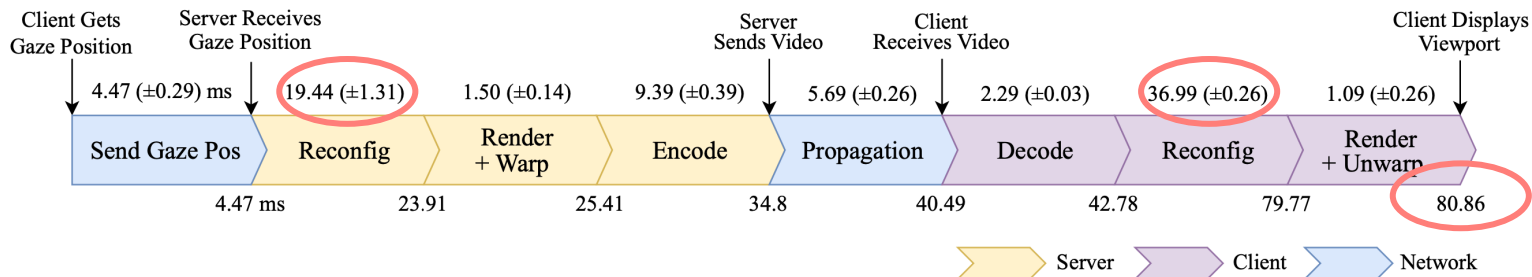 Client Gets
Gaze Position
Server Receives
Gaze Position
Server
Sends Video
Client
Receives Video
Client Displays
Viewport
4.47 (±0.29) ms
19.44 (±1.31)
1.50 (±0.14)
9.39 (±0.39)
5.69 (±0.26)
2.29 (±0.03)
36.99 (±0.26)
1.09 (±0.26)
Send Gaze Pos
Reconfig
Render
+ Warp
Encode
Propagation
Decode
Reconfig
Render
+ Unwarp
4.47 ms
23.91
25.41
34.8
40.49
42.78
79.77
80.86
Server
Client
Network